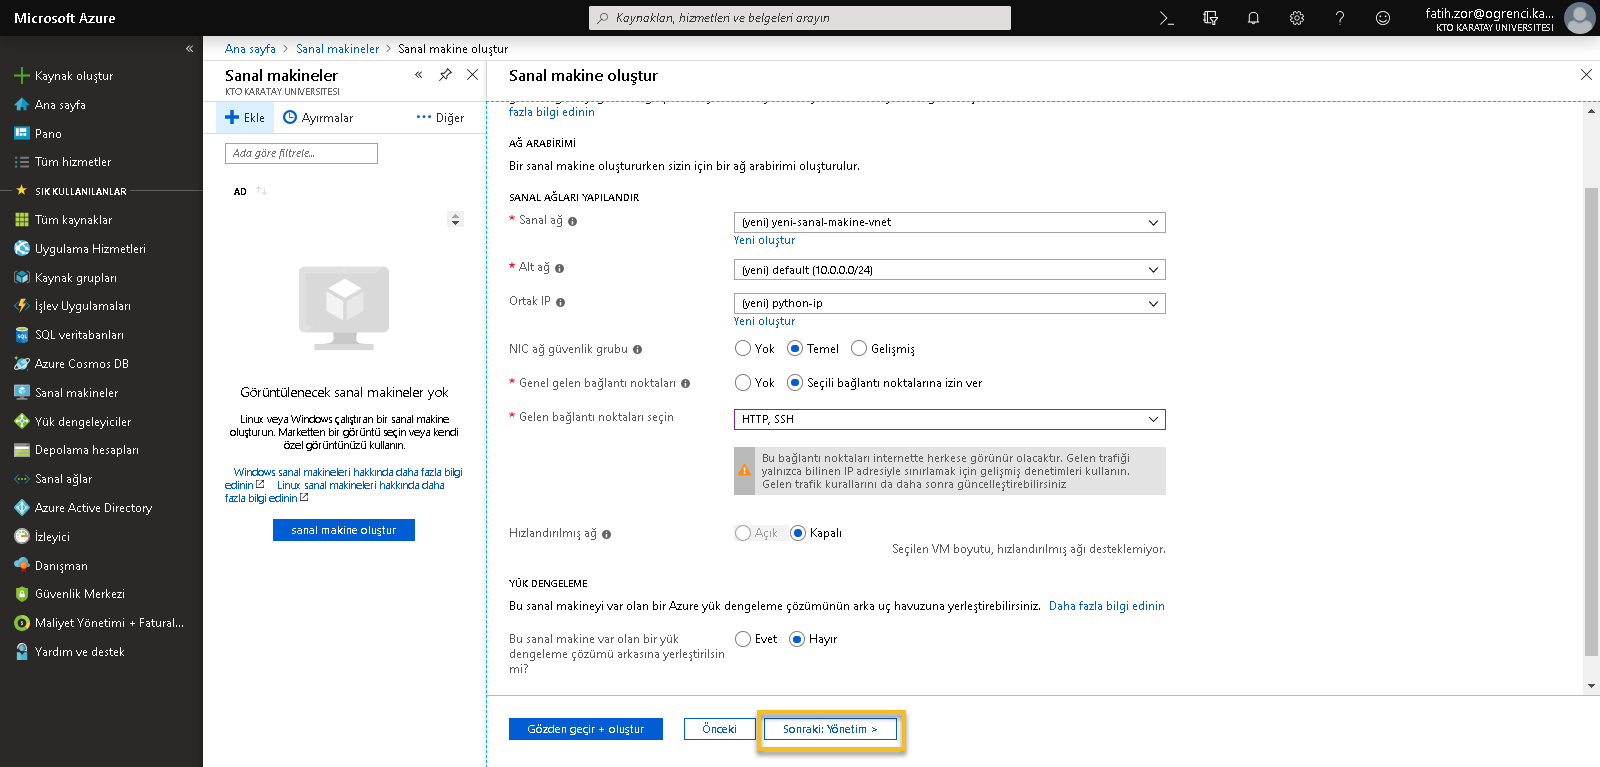 Microsoft Azure
Kaynakları, hizmetleri ve belgeleri arayın
fatih.zor@ogrenci.ka...
KTO KARATAY UNIVERSITESI
Kaynak oluştur
Ana sayfa
Pano
Tüm hizmetler
SIK KULLANILANLAR
Tüm kaynaklar
Uygulama Hizmetleri
Kaynak grupları
İşlev Uygulamaları
SQL veritabanları
Azure Cosmos DB
Sanal makineler
Yük dengeleyiciler
Depolama hesapları
Sanal ağlar
Azure Active Directory
İzleyici
Danışman
Güvenlik Merkezi
Maliyet Yönetimi + Fatural...
Yardım ve destek
Ana sayfa > Sanal makineler > Sanal makine oluştur
Sanal makineler
KTO KARATAY UNIVERSITESI
Ekle Ayırmalar ··· Diğer
Ada göre filtrele...
AD
Görüntülenecek sanal makineler yok
Linux veya Windows çalıştıran bir sanal makine
oluşturun. Marketten bir görüntü seçin veya kendi
özel görüntünüzü kullanın.
Windows sanal makineleri hakkında daha fazla bilgi
edinin Linux sanal makineleri hakkında daha
fazla bilgi edinin
sanal makine oluştur
Sanal makine oluştur
fazla bilgi edinin
AĞ ARABİRİMİ
Bir sanal makine oluştururken sizin için bir ağ arabirimi oluşturulur.
SANAL AĞLARI YAPILANDIR
* Sanal ağ (yeni) yeni-sanal-makine-vnet
Yeni oluştur
* Alt ağ (yeni) default (10.0.0.0/24)
Ortak IP (yeni) python-ip
Yeni oluştur
NIC ağ güvenlik grubu Yok Temel Gelişmiş
* Genel gelen bağlantı noktaları Yok Seçili bağlantı noktalarına izin ver
* Gelen bağlantı noktaları seçin HTTP, SSH
Bu bağlantı noktaları internette herkese görünür olacaktır. Gelen trafiği
yalnızca bilinen IP adresiyle sınırlamak için gelişmiş denetimleri kullanın.
Gelen trafik kurallarını da daha sonra güncelleştirebilirsiniz
Hızlandırılmış ağ Açık Kapalı
Seçilen VM boyutu, hızlandırılmış ağı desteklemiyor.
YÜK DENGELEME
Bu sanal makineyi var olan bir Azure yük dengeleme çözümünün arka uç havuzuna yerleştirebilirsiniz. Daha fazla bilgi edinin
Bu sanal makine var olan bir yük
dengeleme çözümü arkasına yerleştirilsin
mi?
Evet Hayır
Gözden geçir + oluştur Önceki Sonraki: Yönetim >